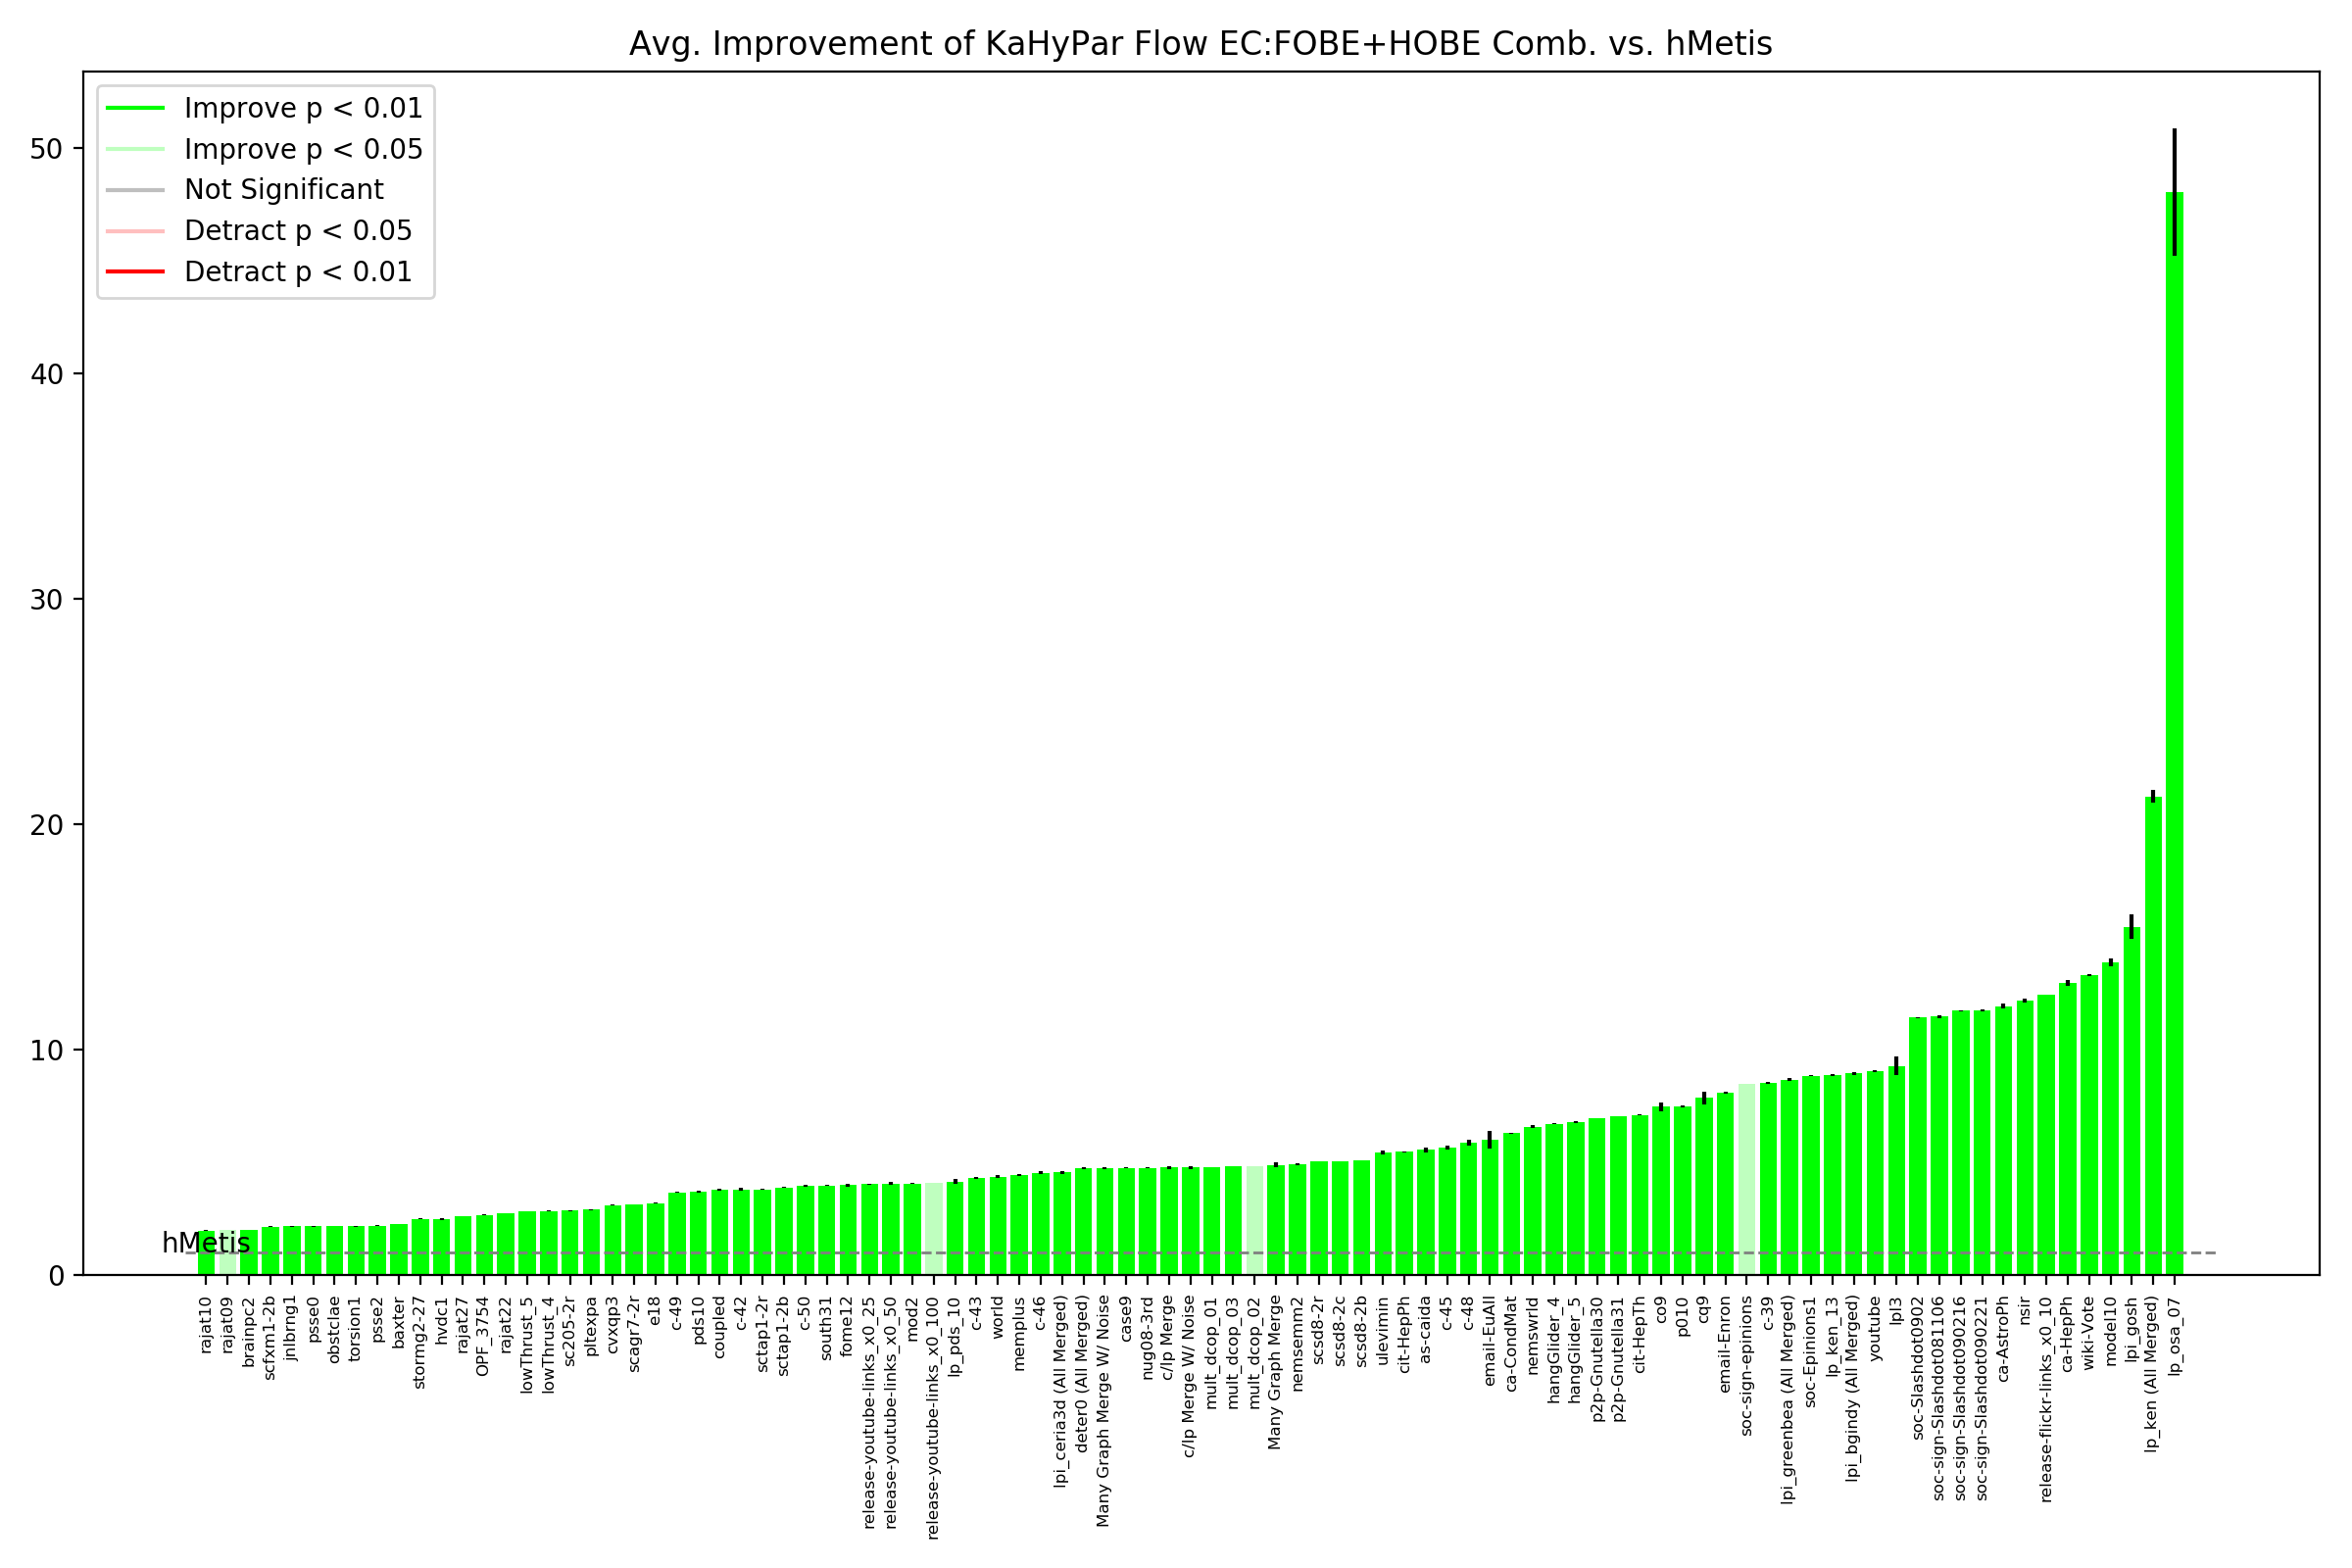 Avg. Improvement of KaHyPar Flow EC:FOBE+HOBE Comb. vs. hMetis
Improve p < 0.01
Improve p < 0.05
Not Significant
Detract p < 0.05
Detract p < 0.01
50
40
30
20
10
0
hMetis
rajat10
rajat09
brainpc2
scfxm1-2b
jnlbrng1
psse0
obstclae
torsion1
psse2
baxter
stormg2-27
hvdc1
rajat27
OPF_3754
rajat22
lowThrust_5
lowThrust_4
sc205-2r
pltexpa
cvxqp3
scagr7-2r
e18
c-49
pds10
coupled
c-42
sctap1-2r
sctap1-2b
c-50
south31
fome12
release-youtube-links_x0_25
release-youtube-links_x0_50
mod2
release-youtube-links_x0_100
lp_pds_10
c-43
world
memplus
c-46
lpi_ceria3d (All Merged)
deter0 (All Merged)
Many Graph Merge W/ Noise
case9
nug08-3rd
c/lp Merge
c/lp Merge W/ Noise
mult_dcop_01
mult_dcop_03
mult_dcop_02
Many Graph Merge
nemsemm2
scsd8-2r
scsd8-2c
scsd8-2b
ulevimin
cit-HepPh
as-caida
c-45
c-48
email-EuAll
ca-CondMat
nemswrld
hangGlider_4
hangGlider_5
p2p-Gnutella30
p2p-Gnutella31
cit-HepTh
co9
p010
cq9
email-Enron
soc-sign-epinions
c-39
lpi_greenbea (All Merged)
soc-Epinions1
lp_ken_13
lpi_bgindy (All Merged)
youtube
lpl3
soc-Slashdot0902
soc-sign-Slashdot081106
soc-sign-Slashdot090216
soc-sign-Slashdot090221
ca-AstroPh
nsir
release-flickr-links_x0_10
ca-HepPh
wiki-Vote
model10
lpi_gosh
lp_ken (All Merged)
lp_osa_07